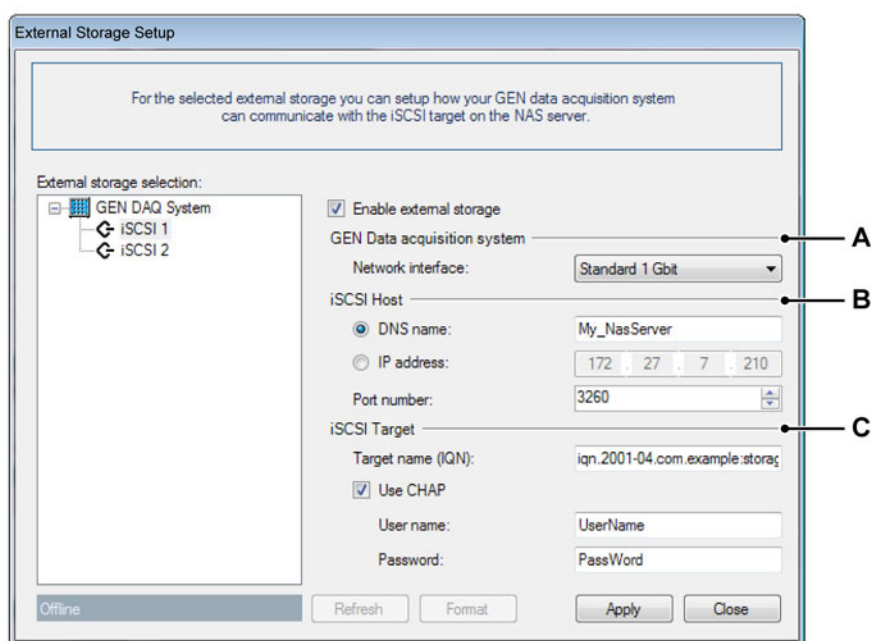 External Storage Setup
For the selected external storage you can setup how your GEN data acquisition system
can communicate with the iSCSI target on the NAS server.
External storage selection:
GEN DAQ System
iSCSI 1
iSCSI 2
Enable external storage
GEN Data acquisition system
A
Network interface:
Standard 1 Gbit
iSCSI Host
B
DNS name:
My_NasServer
IP address:
172 . 27 . 7 . 210
Port number:
3260
iSCSI Target
C
Target name (IQN):
iqn.2001-04.com.example:storag
Use CHAP
User name:
UserName
Password:
PassWord
Offline
Refresh
Format
Apply
Close